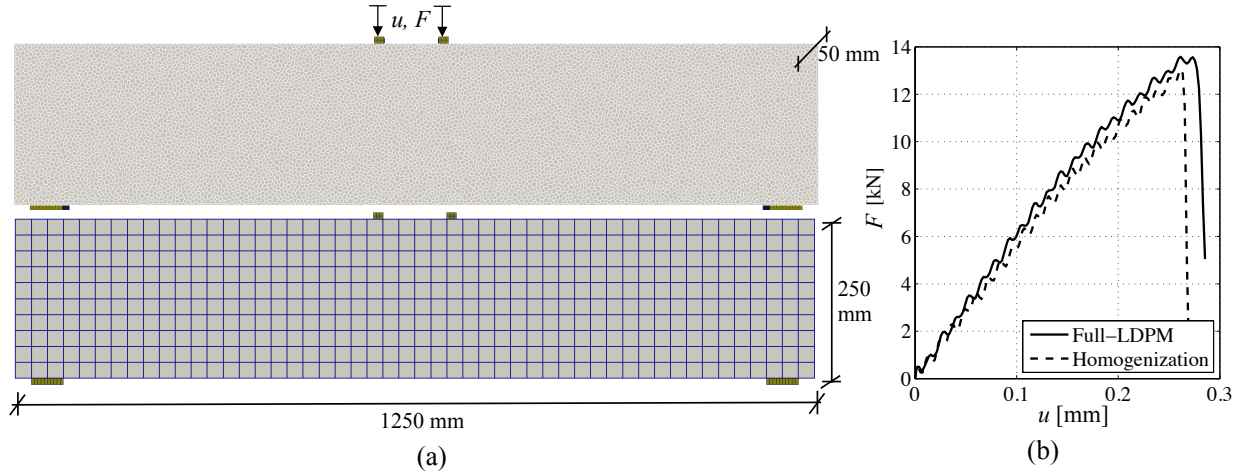 u, F
50 mm
250
mm
1250 mm
(a)
14
12
10
8
6
4
2
0
F [kN]
Full–LDPM
Homogenization
0
0.1
0.2
0.3
u [mm]
(b)